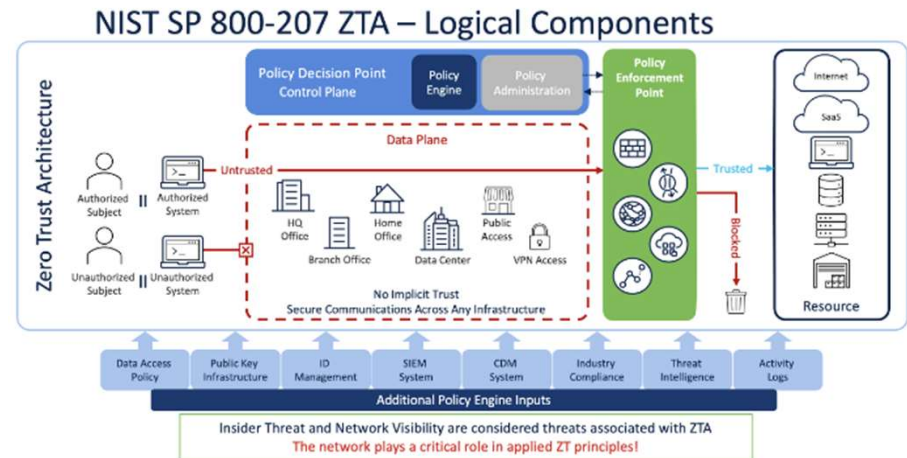 NIST SP 800-207 ZTA – Logical Components
Zero Trust Architecture
Policy Decision Point
Control Plane
Policy
Engine
Policy
Administration
Policy
Enforcement
Point
Internet
SaaS
Data Plane
Untrusted
Trusted
Blocked
Authorized
Subject
||
Authorized
System
Unauthorized
Subject
||
Unauthorized
System
HQ
Office
Branch Office
Home
Office
Data Center
Public
Access
VPN Access
No Implicit Trust
Secure Communications Across Any Infrastructure
Resource
Data Access
Policy
Public Key
Infrastructure
ID
Management
SIEM
System
CDM
System
Industry
Compliance
Threat
Intelligence
Activity
Logs
Additional Policy Engine Inputs
Insider Threat and Network Visibility are considered threats associated with ZTA
The network plays a critical role in applied ZT principles!